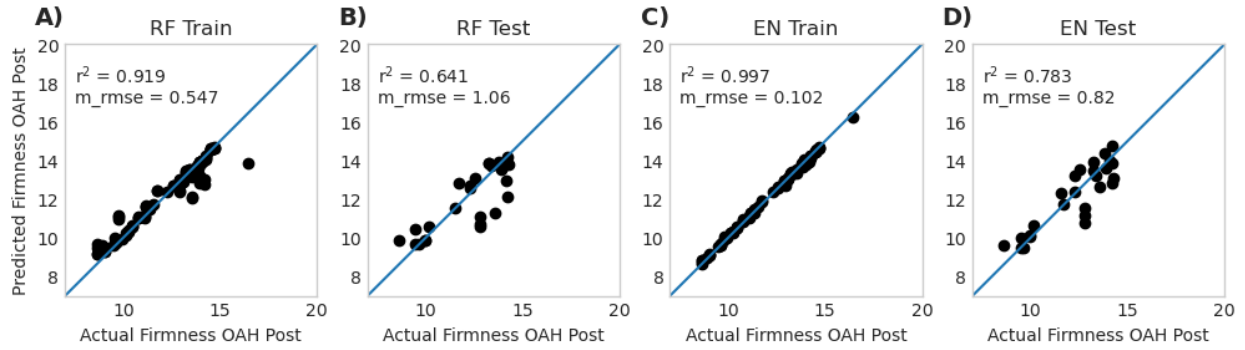 A)
RF Train
r² = 0.919
m_rmse = 0.547
Predicted Firmness OAH Post
20
18
16
14
12
10
8
10 15 20
Actual Firmness OAH Post
B)
RF Test
r² = 0.641
m_rmse = 1.06
20
18
16
14
12
10
8
10 15 20
Actual Firmness OAH Post
C)
EN Train
r² = 0.997
m_rmse = 0.102
20
18
16
14
12
10
8
10 15 20
Actual Firmness OAH Post
D)
EN Test
r² = 0.783
m_rmse = 0.82
20
18
16
14
12
10
8
10 15 20
Actual Firmness OAH Post